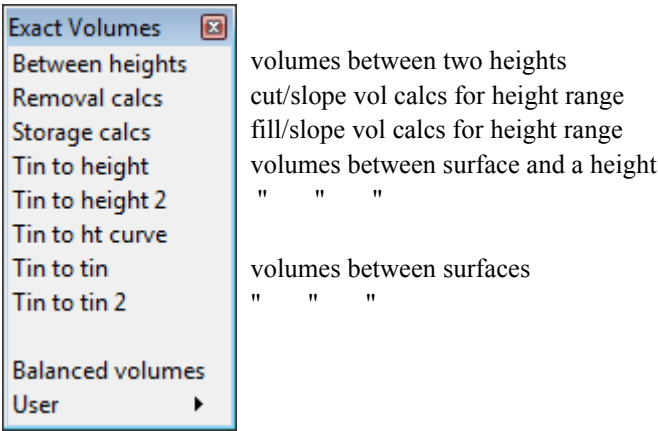 Exact Volumes
Between heights volumes between two heights
Removal calcs cut/slope vol calcs for height range
Storage calcs fill/slope vol calcs for height range
Tin to height volumes between surface and a height
Tin to height 2 " " "
Tin to ht curve
Tin to tin volumes between surfaces
Tin to tin 2 " " "
Balanced volumes
User